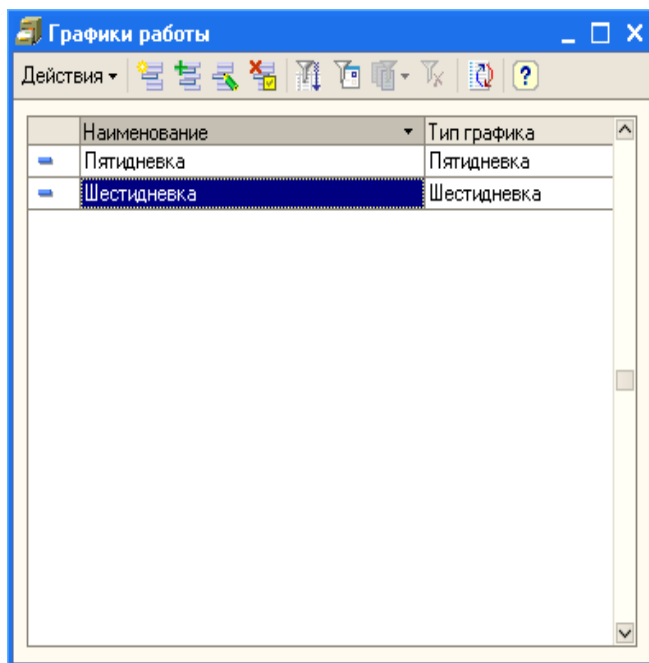 Графики работы
Действия
?
Наименование Тип графика
Пятидневка Пятидневка
Шестидневка Шестидневка